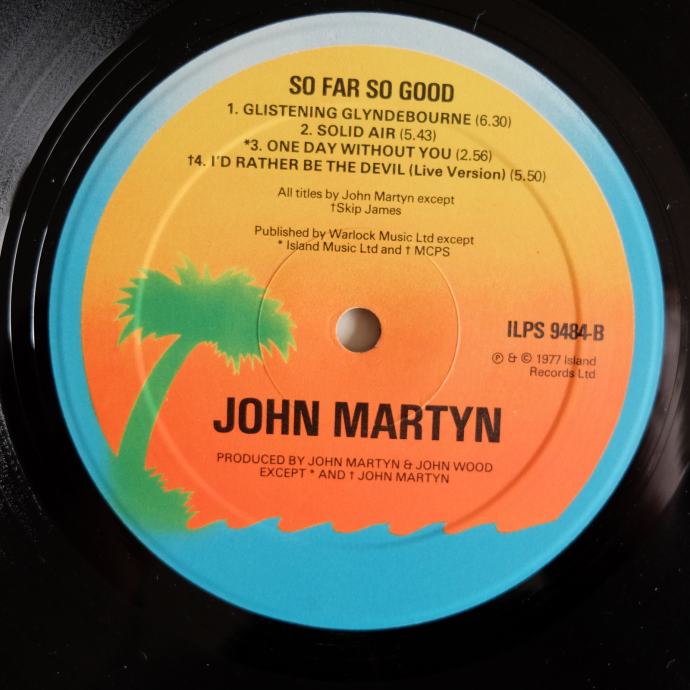 SO FAR SO GOOD
1. GLISTENING GLYNDEBOURNE (6.30)
2. SOLID AIR (5.43)
*3. ONE DAY WITHOUT YOU (2.56)
†4. I'D RATHER BE THE DEVIL (Live Version) (5.50)
All titles by John Martyn except
†Skip James
Published by Warlock Music Ltd except
* Island Music Ltd and † MCPS
ILPS 9484-B
℗ & © 1977 Island
Records Ltd
JOHN MARTYN
PRODUCED BY JOHN MARTYN & JOHN WOOD
EXCEPT * AND † JOHN MARTYN